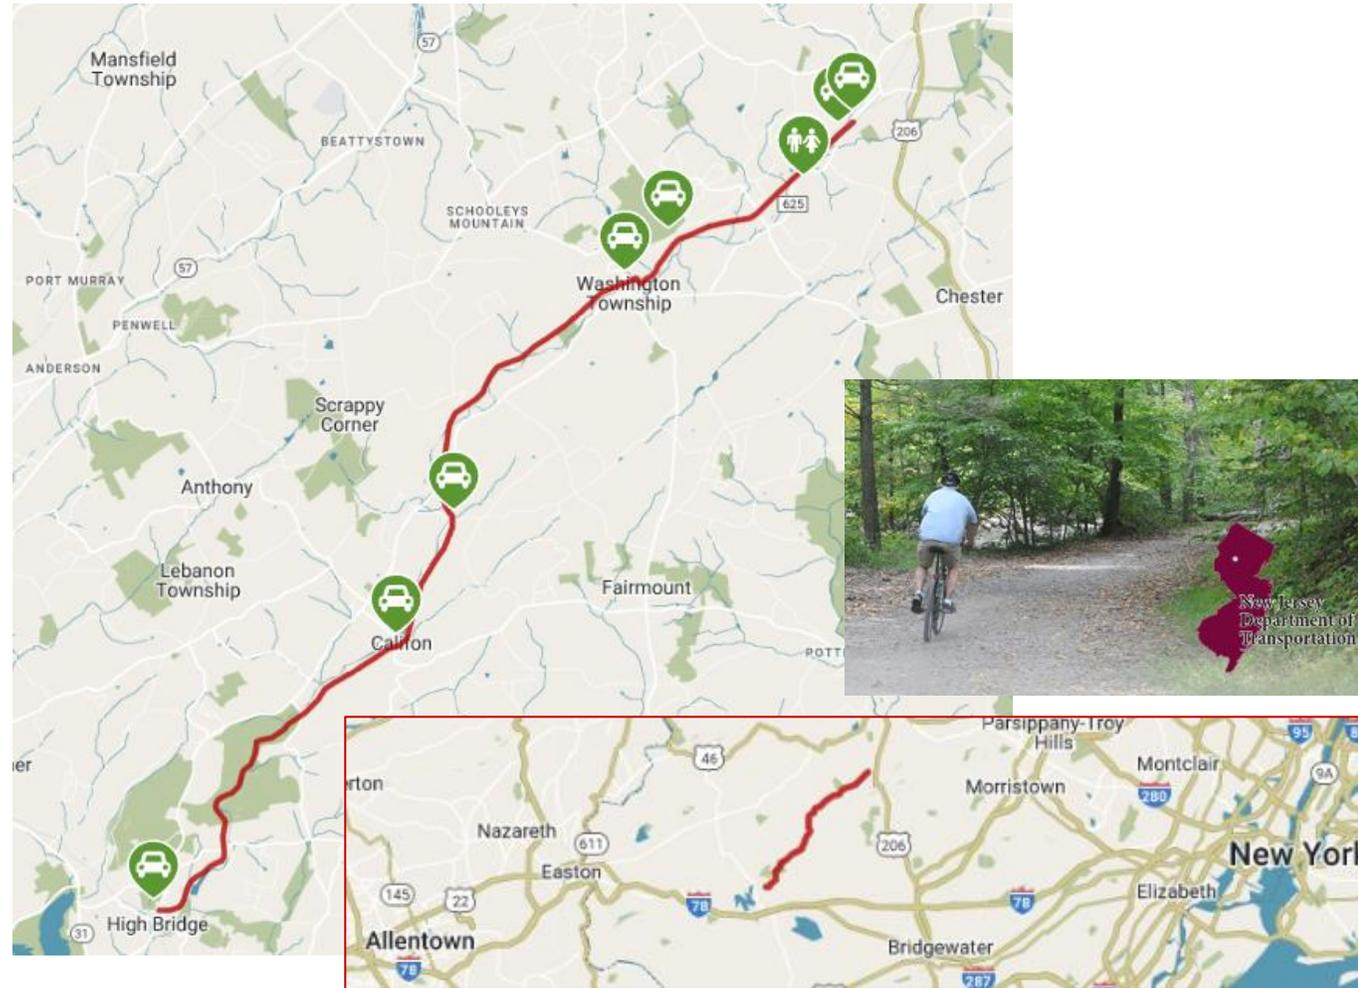 57
Mansfield
Township
206
BEATTYSTOWN
625
SCHOOLEYS
MOUNTAIN
57
PORT MURRAY
Washington
Township
Chester
PENWELL
ANDERSON
Scrappy
Corner
Anthony
Lebanon
Township
Fairmount
Califon
High Bridge
31
New Jersey
Department of
Transportation
Parsippany-Troy
Hills
95
46
Montclair
9A
Morristown
280
Nazareth
611
206
New York
Easton
145
22
78
78
Elizabeth
Allentown
78
Bridgewater
287